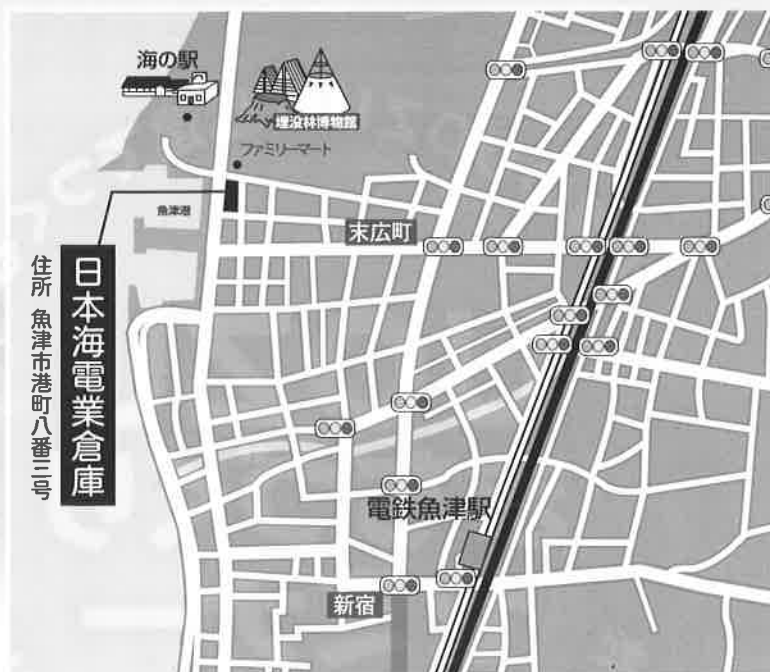 海の駅
埋没林博物館
ファミリーマート
魚津港
末広町
日本海電業倉庫
住所 魚津市港町八番三号
電鉄魚津駅
新宿